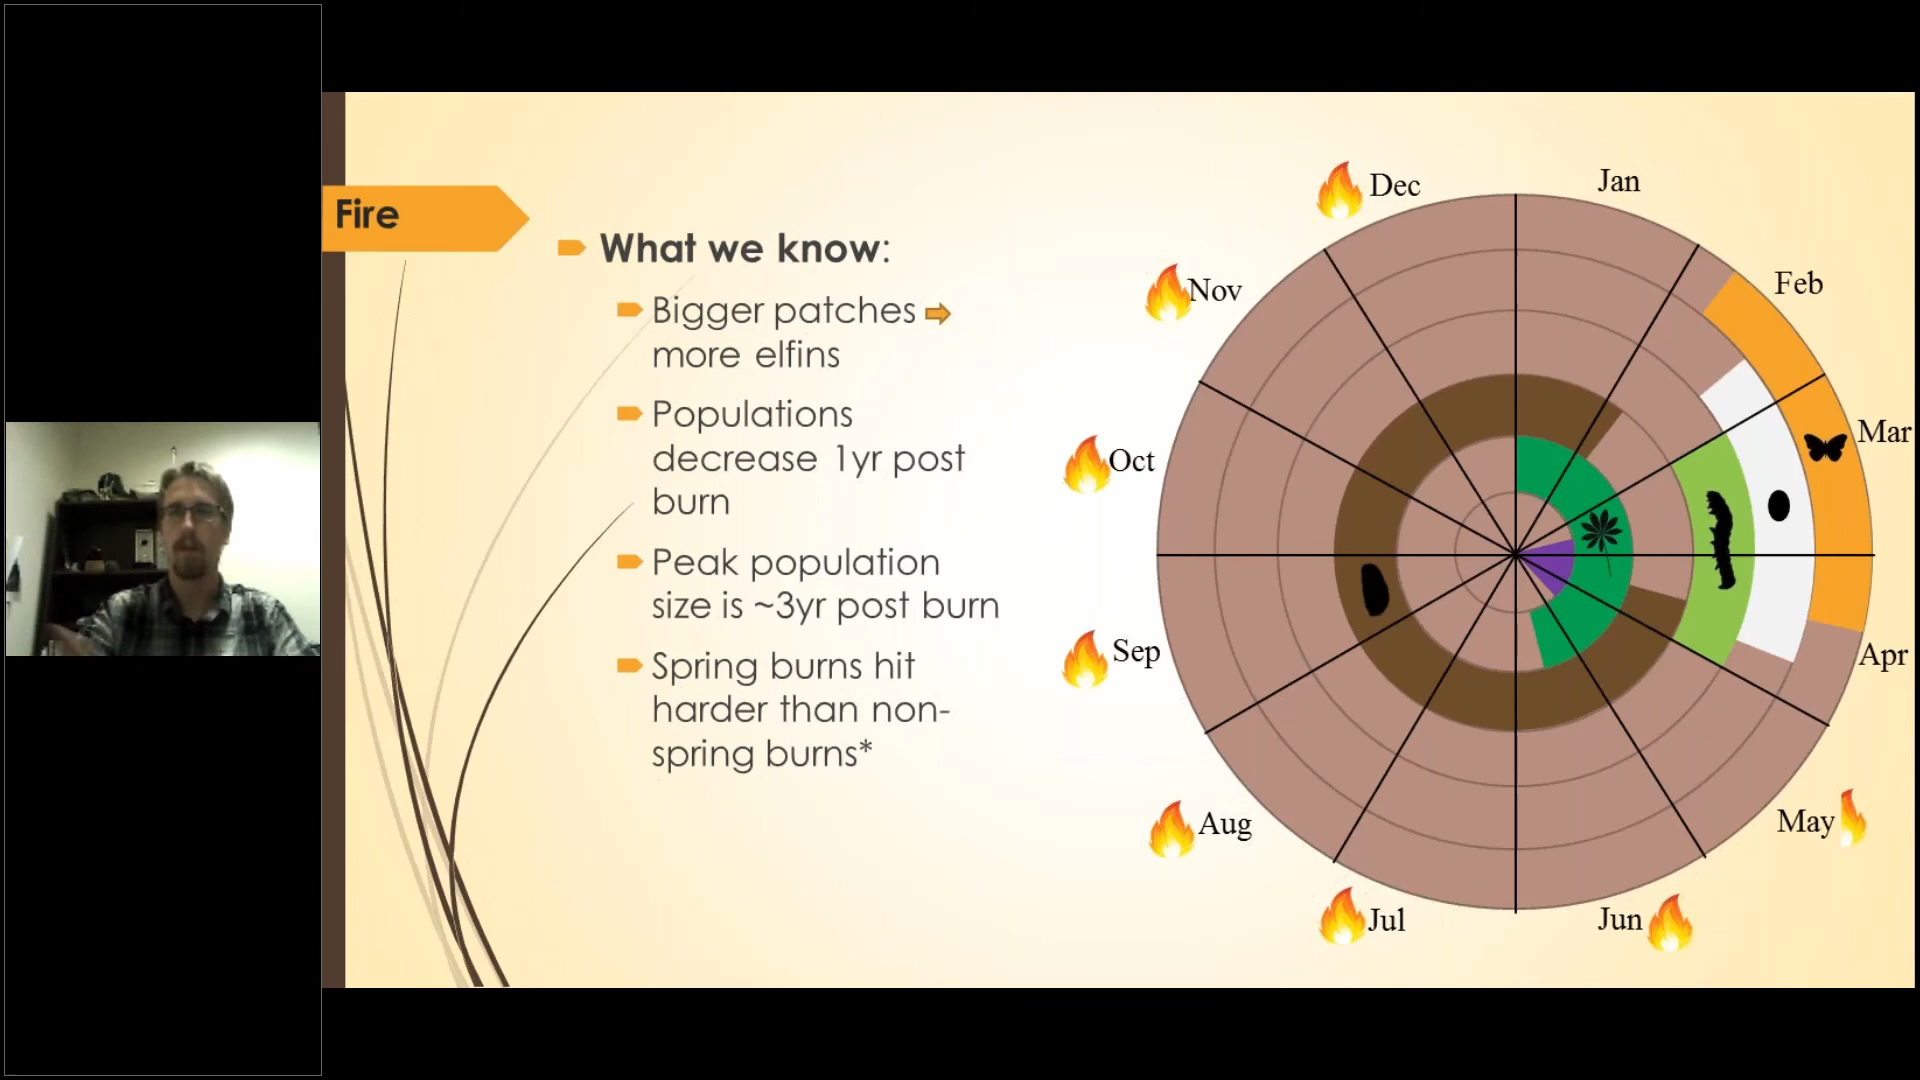 Fire
What we know:
Bigger patches
more elfins
Populations
decrease 1yr post
burn
Peak population
size is ~3yr post burn
Spring burns hit
harder than non-
spring burns*
Dec
Jan
Nov
Feb
Oct
Mar
Sep
Apr
Aug
May
Jul
Jun